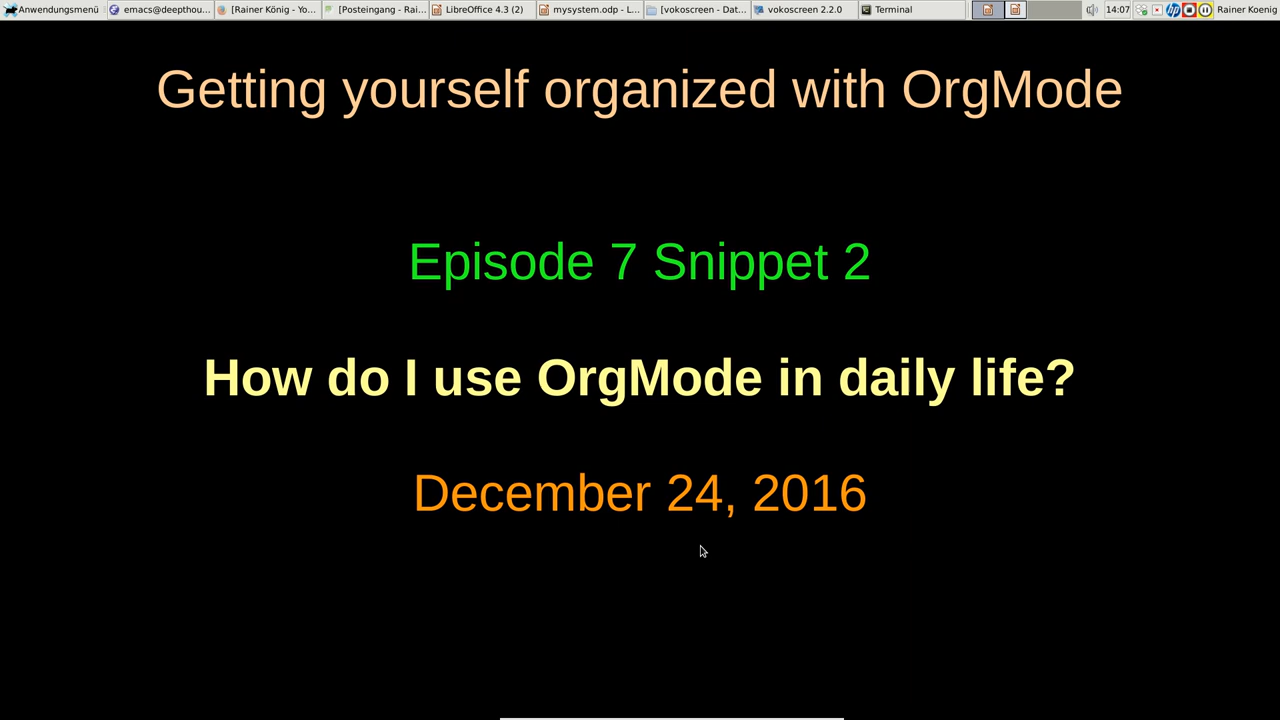 Anwendungsmenü
emacs@deepthou...
[Rainer König - Yo...
[Posteingang - Rai...
LibreOffice 4.3 (2)
mysystem.odp - L...
[vokoscreen - Dat...
vokoscreen 2.2.0
Terminal
14:07
hp
Rainer Koenig
Getting yourself organized with OrgMode
Episode 7 Snippet 2
How do I use OrgMode in daily life?
December 24, 2016